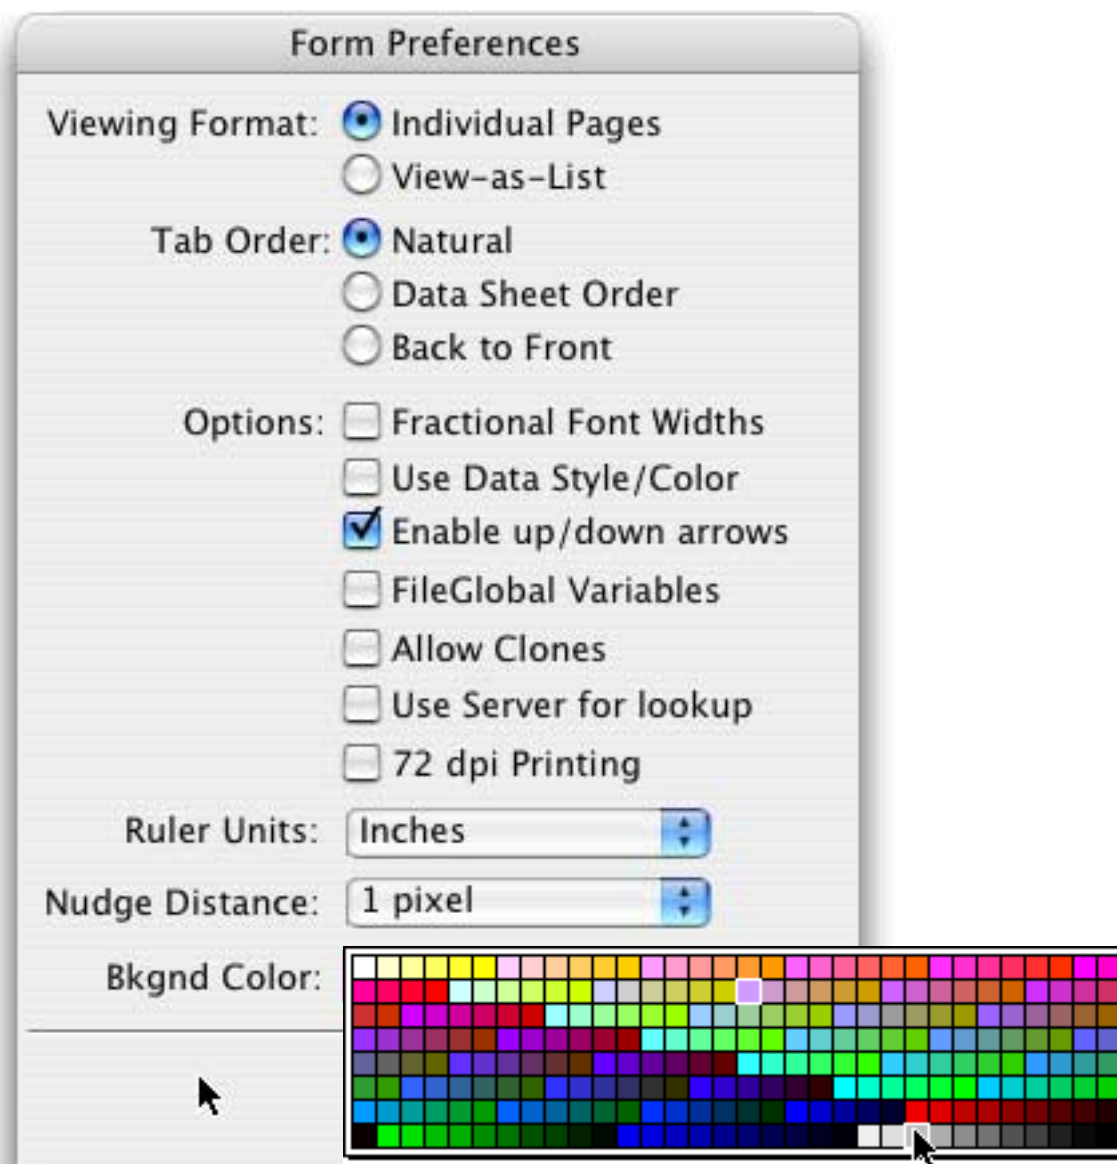 Form Preferences
Viewing Format: Individual Pages
View-as-List
Tab Order: Natural
Data Sheet Order
Back to Front
Options: Fractional Font Widths
Use Data Style/Color
Enable up/down arrows
FileGlobal Variables
Allow Clones
Use Server for lookup
72 dpi Printing
Ruler Units: Inches
Nudge Distance: 1 pixel
Bkgnd Color: